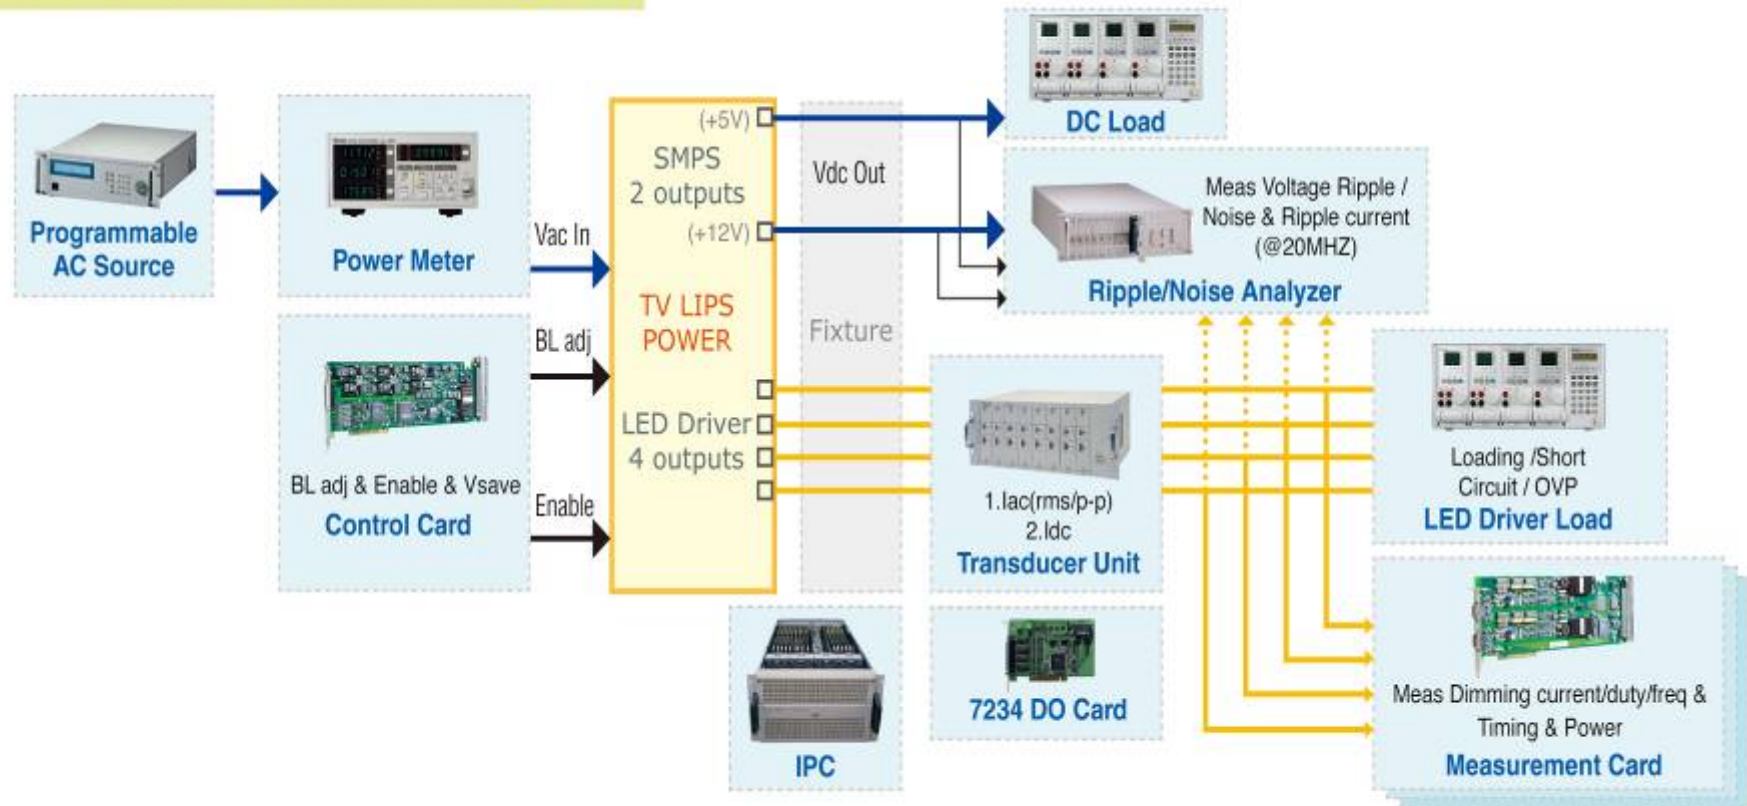 Programmable
AC Source
Power Meter
Vac In
BL adj
Enable
BL adj & Enable & Vsave
Control Card
(+5V)
SMPS
2 outputs
(+12V)
TV LIPS
POWER
LED Driver
4 outputs
Vdc Out
Fixture
DC Load
Meas Voltage Ripple /
Noise & Ripple current
(@20MHZ)
Ripple/Noise Analyzer
1.Iac(rms/p-p)
2.Idc
Transducer Unit
Loading /Short
Circuit / OVP
LED Driver Load
IPC
7234 DO Card
Meas Dimming current/duty/freq &
Timing & Power
Measurement Card